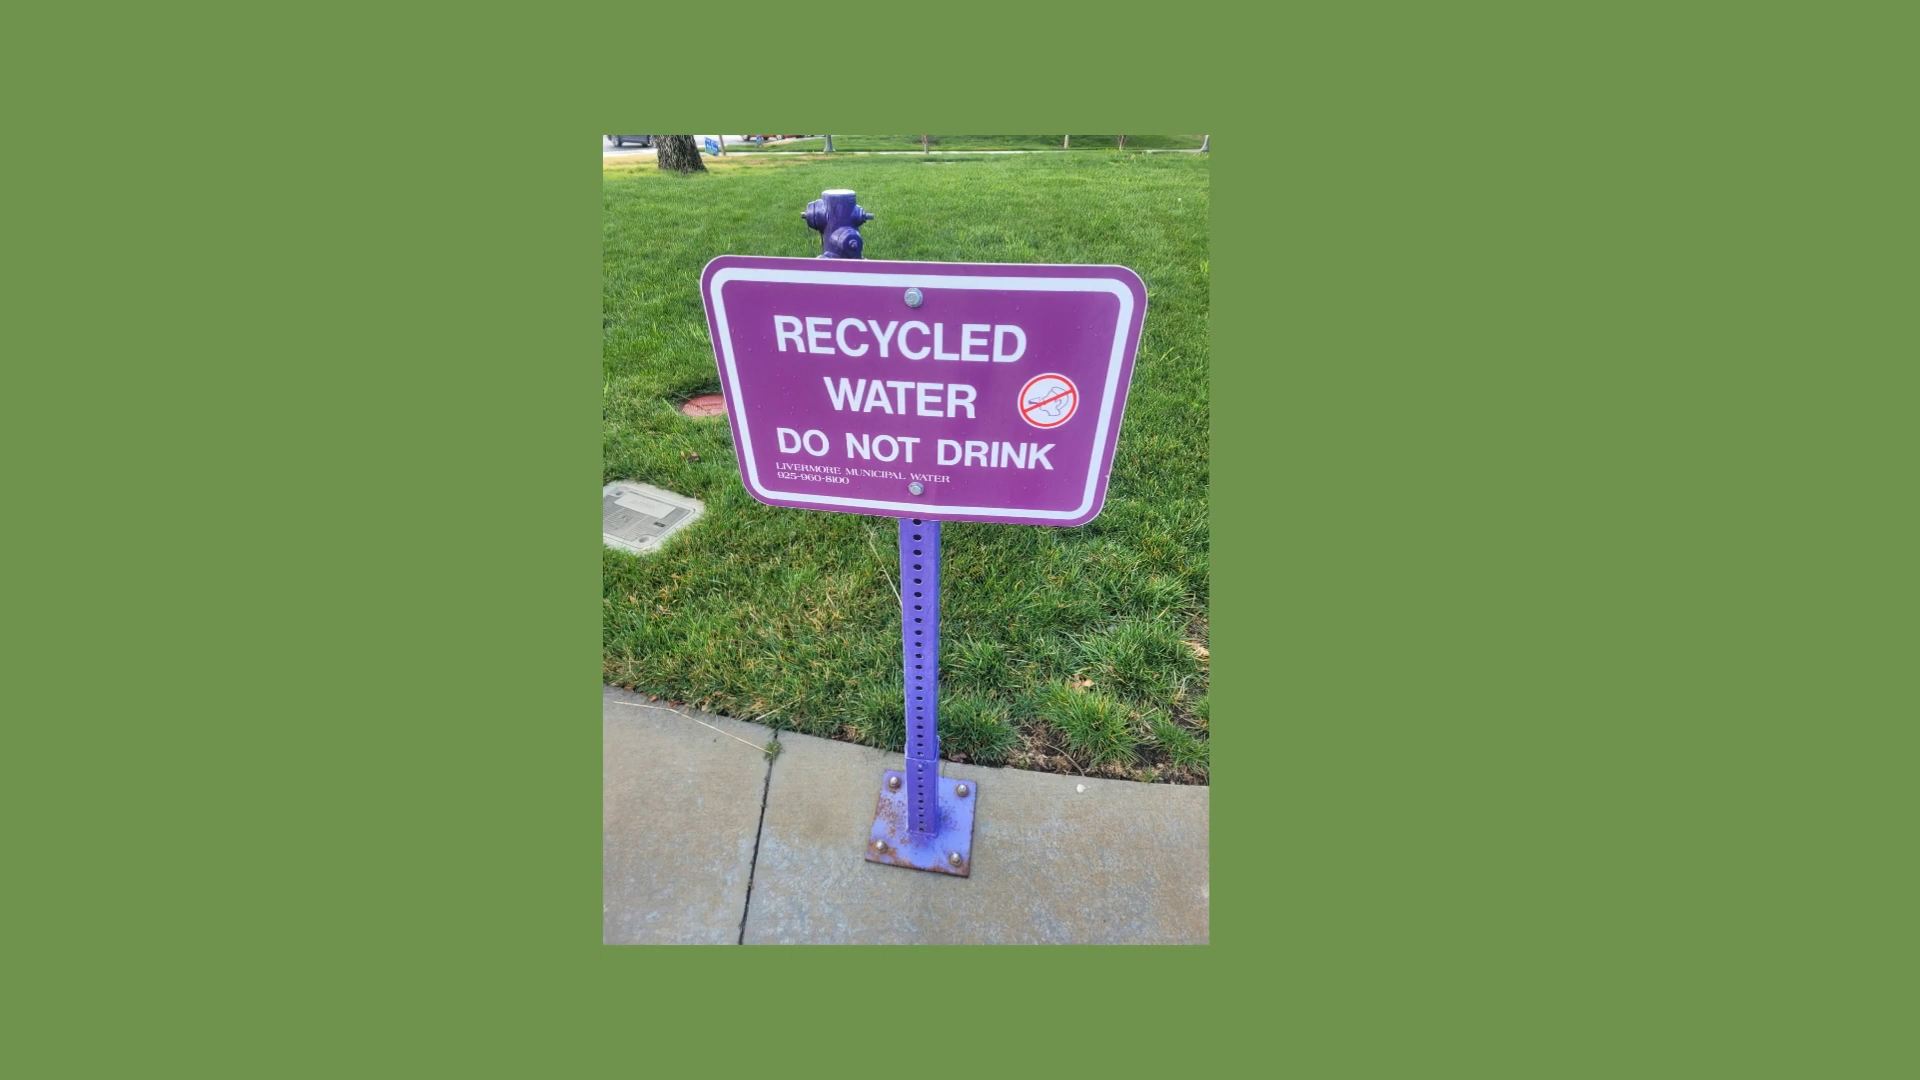 RECYCLED
WATER
DO NOT DRINK
LIVERMORE MUNICIPAL WATER
925-960-8100